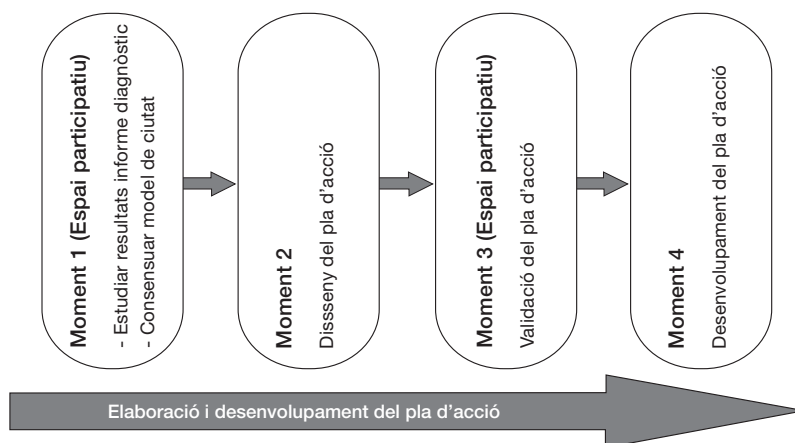 Moment 1 (Espai participatiu)
- Estudiar resultats informe diagnòstic
- Consensuar model de ciutat
Moment 2
Dissseny del pla d'acció
Moment 3 (Espai participatiu)
Validació del pla d'acció
Moment 4
Desenvolupament del pla d'acció
Elaboració i desenvolupament del pla d'acció